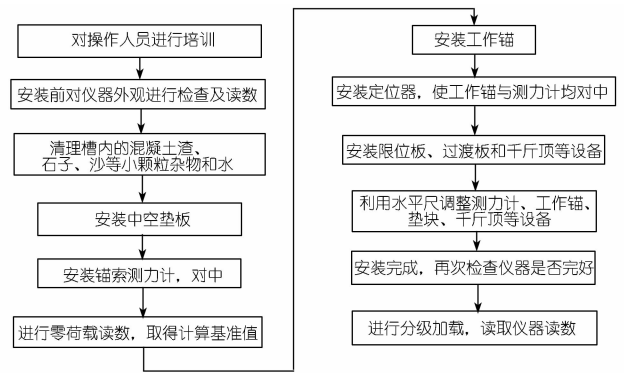 对操作人员进行培训
安装前对仪器外观进行检查及读数
清理槽内的混凝土渣、
石子、沙等小颗粒杂物和水
安装中空垫板
安装锚索测力计，对中
进行零荷载读数，取得计算基准值
安装工作锚
安装定位器，使工作锚与测力计均对中
安装限位板、过渡板和千斤顶等设备
利用水平尺调整测力计、工作锚、
垫块、千斤顶等设备
安装完成，再次检查仪器是否完好
进行分级加载，读取仪器读数